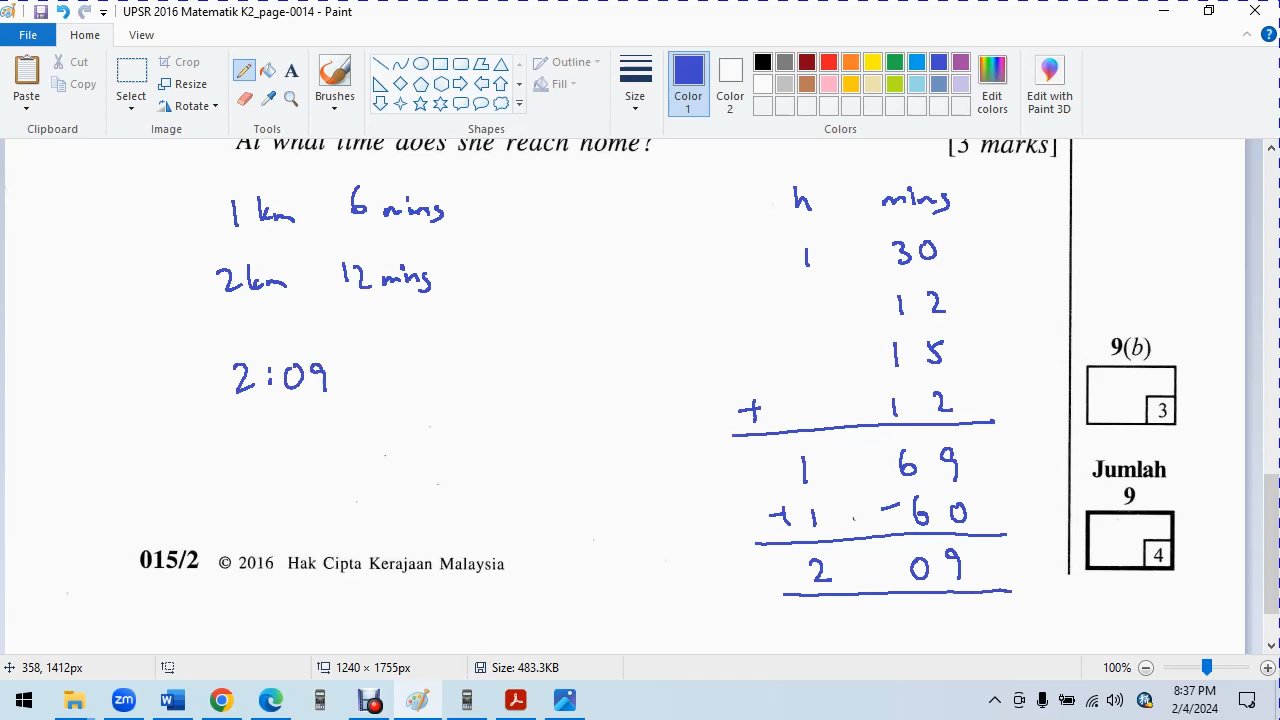 UPSR 2016 Matematik K2_page-0014 - Paint
File Home View
Paste Cut Copy Clipboard
Select Crop Resize Rotate Image
A Tools
Brushes
Outline Fill Shapes
Size
Color 1 Color 2 Edit colors Colors
Edit with Paint 3D
At what time does she reach home? [3 marks]
1 km 6 mins
2 km 12 mins
2:09
h mins
1 30
12
15
+ 12
1 69
+1 -60
2 09
9(b)
3
Jumlah
9
4
015/2 © 2016 Hak Cipta Kerajaan Malaysia
358, 1412px 1240 × 1755px Size: 483.3KB 100%
zm W 8:37 PM
2/4/2024